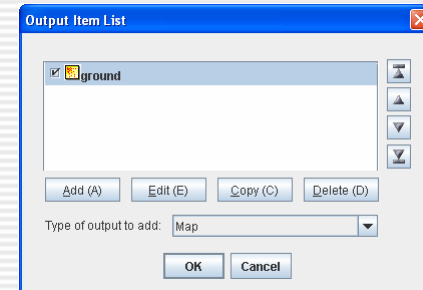 Output Item List
ground
Add (A) Edit (E) Copy (C) Delete (D)
Type of output to add: Map
OK Cancel